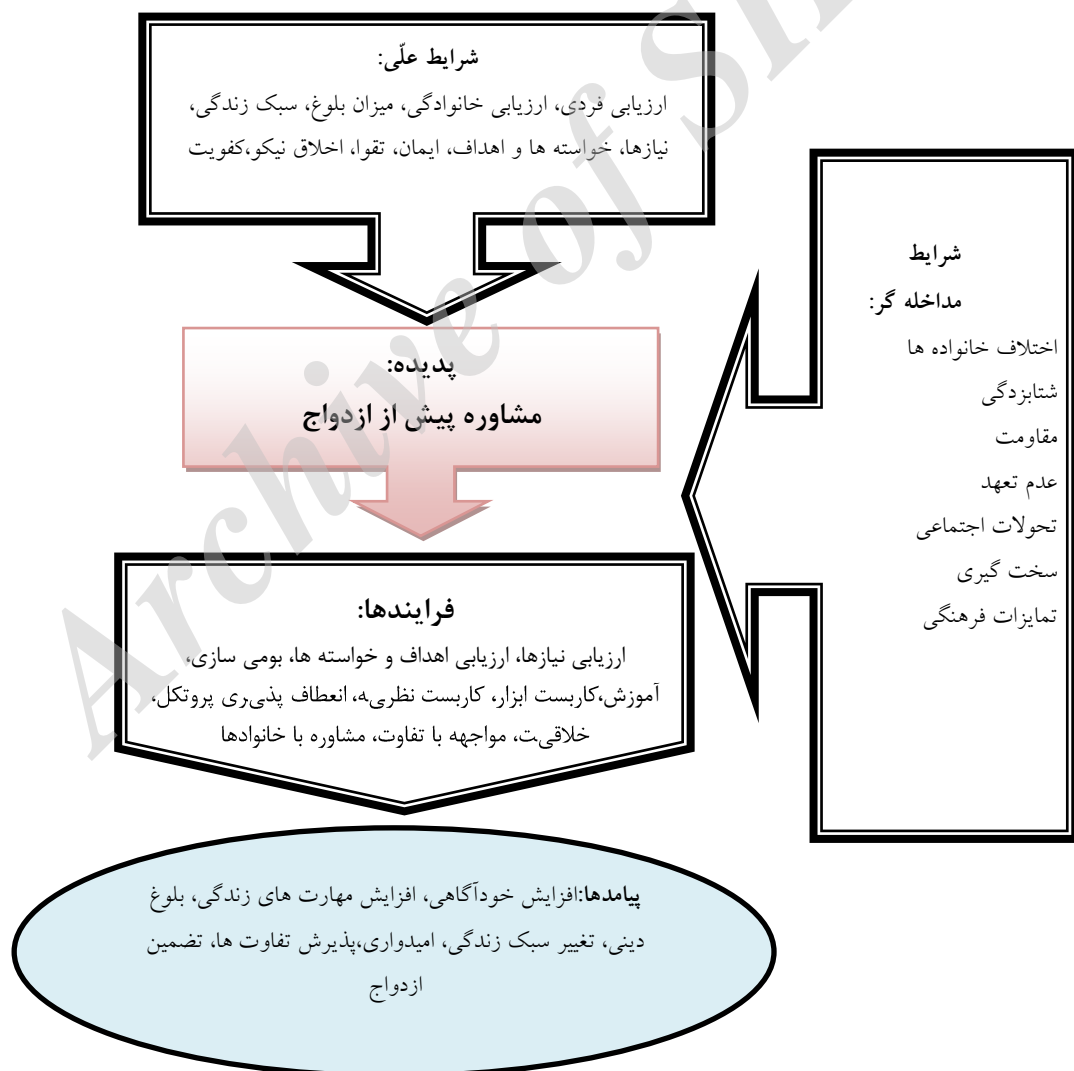 شرایط علّی:
ارزیابی فردی، ارزیابی خانوادگی، میزان بلوغ، سبک زندگی،
نیازها، خواسته ها و اهداف، ایمان، تقوا، اخلاق نیکو،کفویت
شرایط
مداخله گر:
اختلاف خانواده ها
شتابزدگی
مقاومت
عدم تعهد
تحولات اجتماعی
سخت گیری
تمایزات فرهنگی
پدیده:
مشاوره پیش از ازدواج
فرایندها:
ارزیابی نیازها، ارزیابی اهداف و خواسته ها، بومی سازی،
آموزش،کاربست ابزار، کاربست نظریه، انعطاف پذیری پروتکل،
خلاقیت، مواجهه با تفاوت، مشاوره با خانوادها
پیامدها:افزایش خودآگاهی، افزایش مهارت های زندگی، بلوغ
دینی، تغییر سبک زندگی، امیدواری،پذیرش تفاوت ها، تضمین
ازدواج
Archive of